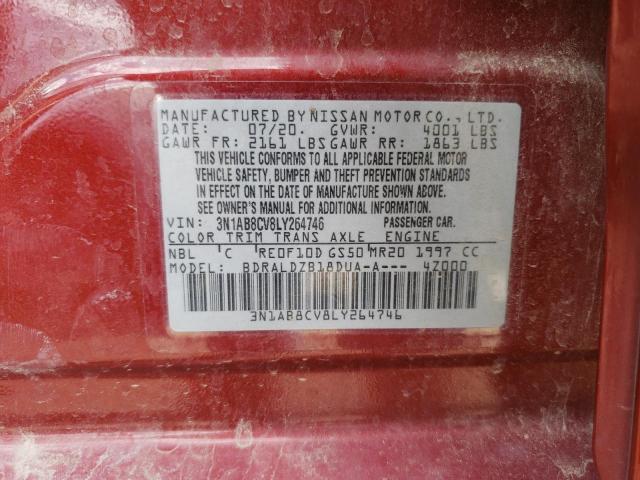 MANUFACTURED BY NISSAN MOTOR CO., LTD.
DATE: 07/20. GVWR: 4001 LBS
GAWR FR: 2161 LBS GAWR RR: 1863 LBS
THIS VEHICLE CONFORMS TO ALL APPLICABLE FEDERAL MOTOR
VEHICLE SAFETY, BUMPER AND THEFT PREVENTION STANDARDS
IN EFFECT ON THE DATE OF MANUFACTURE SHOWN ABOVE.
SEE OWNER'S MANUAL FOR ADDITIONAL INFORMATION.
VIN: 3N1AB8CV8LY264746 PASSENGER CAR.
COLOR TRIM TRANS AXLE ENGINE
NBL C RE0F10D GS50 MR20 1997 CC
MODEL: BDRALDZB18DUA-A--- 4Z000
3N1AB8CV8LY264746